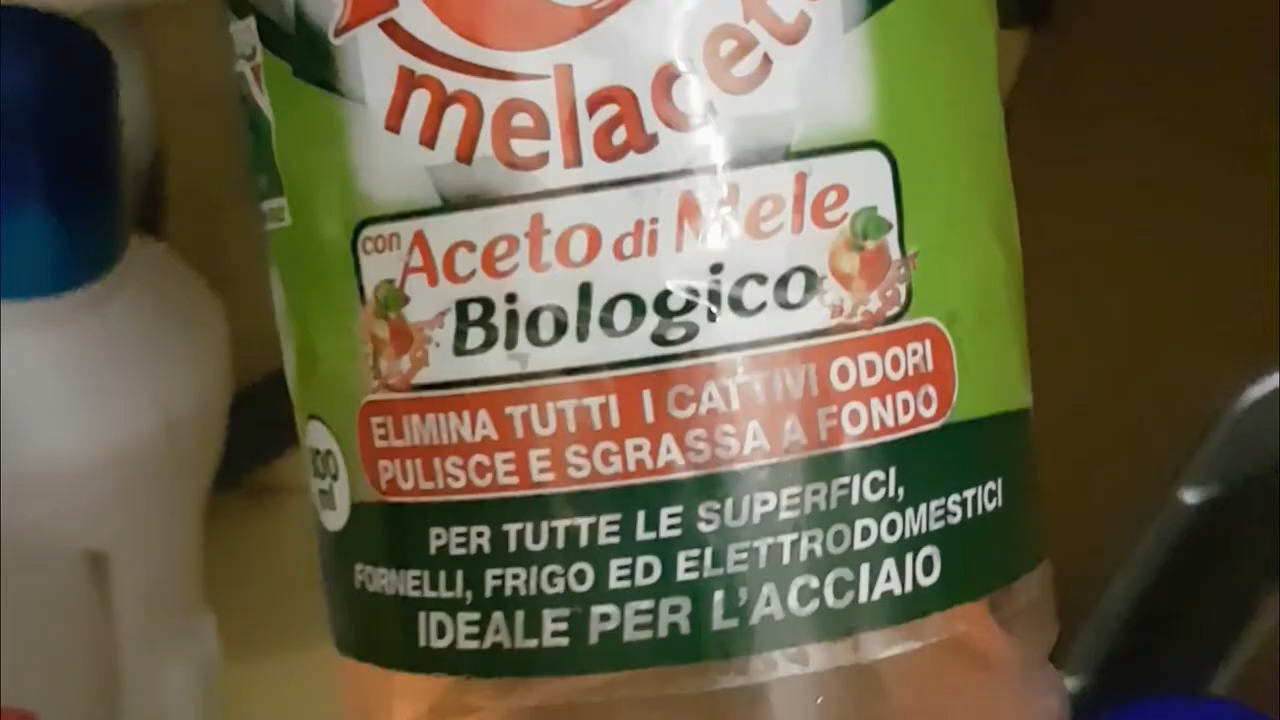 melaceto
con Aceto di Mele
Biologico
ELIMINA TUTTI I CATTIVI ODORI
PULISCE E SGRASSA A FONDO
PER TUTTE LE SUPERFICI,
FORNELLI, FRIGO ED ELETTRODOMESTICI
IDEALE PER L'ACCIAIO
ml